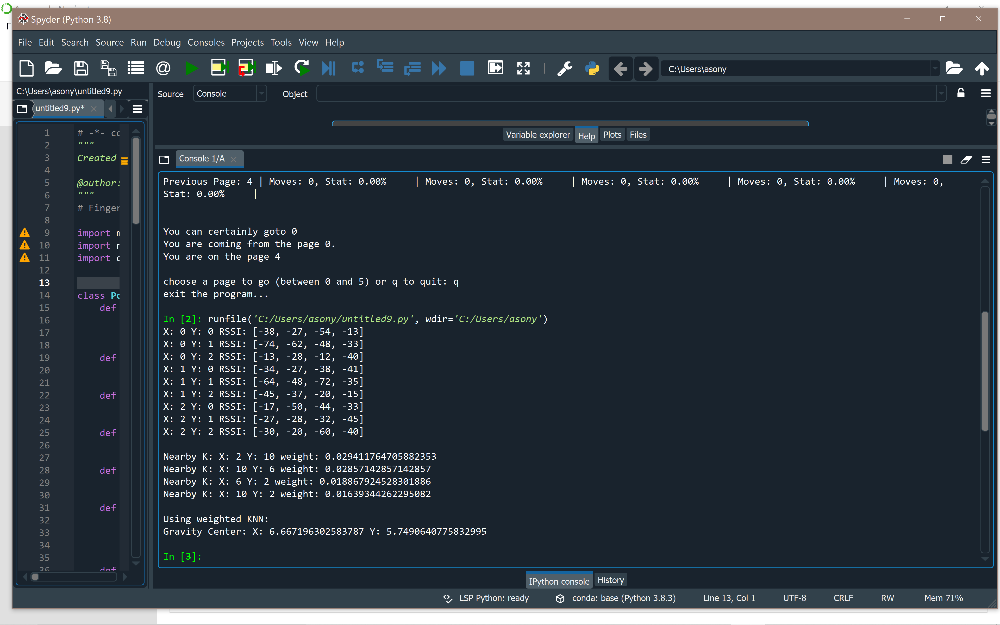 Spyder (Python 3.8)
File Edit Search Source Run Debug Consoles Projects Tools View Help
C:\Users\asony
C:\Users\asony\untitled9.py
Source Console Object
untitled9.py*
Variable explorer Help Plots Files
Console 1/A
1 # -*- co
2 """
3 Created
4
5 @author:
6 """
7 # Finger
8
9 import m
10 import r
11 import c
12
13
14 class Po
15 def
16
17
18
19 def
20
21
22 def
23
24
25 def
26
27
28 def
29
30
31 def
32
33
34
35
36 def
Previous Page: 4 | Moves: 0, Stat: 0.00% | Moves: 0, Stat: 0.00% | Moves: 0, Stat: 0.00% | Moves: 0, Stat: 0.00% | Moves: 0,
Stat: 0.00% |
You can certainly goto 0
You are coming from the page 0.
You are on the page 4
choose a page to go (between 0 and 5) or q to quit: q
exit the program...
In [2]: runfile('C:/Users/asony/untitled9.py', wdir='C:/Users/asony')
X: 0 Y: 0 RSSI: [-38, -27, -54, -13]
X: 0 Y: 1 RSSI: [-74, -62, -48, -33]
X: 0 Y: 2 RSSI: [-13, -28, -12, -40]
X: 1 Y: 0 RSSI: [-34, -27, -38, -41]
X: 1 Y: 1 RSSI: [-64, -48, -72, -35]
X: 1 Y: 2 RSSI: [-45, -37, -20, -15]
X: 2 Y: 0 RSSI: [-17, -50, -44, -33]
X: 2 Y: 1 RSSI: [-27, -28, -32, -45]
X: 2 Y: 2 RSSI: [-30, -20, -60, -40]
Nearby K: X: 2 Y: 10 weight: 0.029411764705882353
Nearby K: X: 10 Y: 6 weight: 0.02857142857142857
Nearby K: X: 6 Y: 2 weight: 0.018867924528301886
Nearby K: X: 10 Y: 2 weight: 0.01639344262295082
Using weighted KNN:
Gravity Center: X: 6.667196302583787 Y: 5.7490640775832995
In [3]:
IPython console History
LSP Python: ready conda: base (Python 3.8.3) Line 13, Col 1 UTF-8 CRLF RW Mem 71%